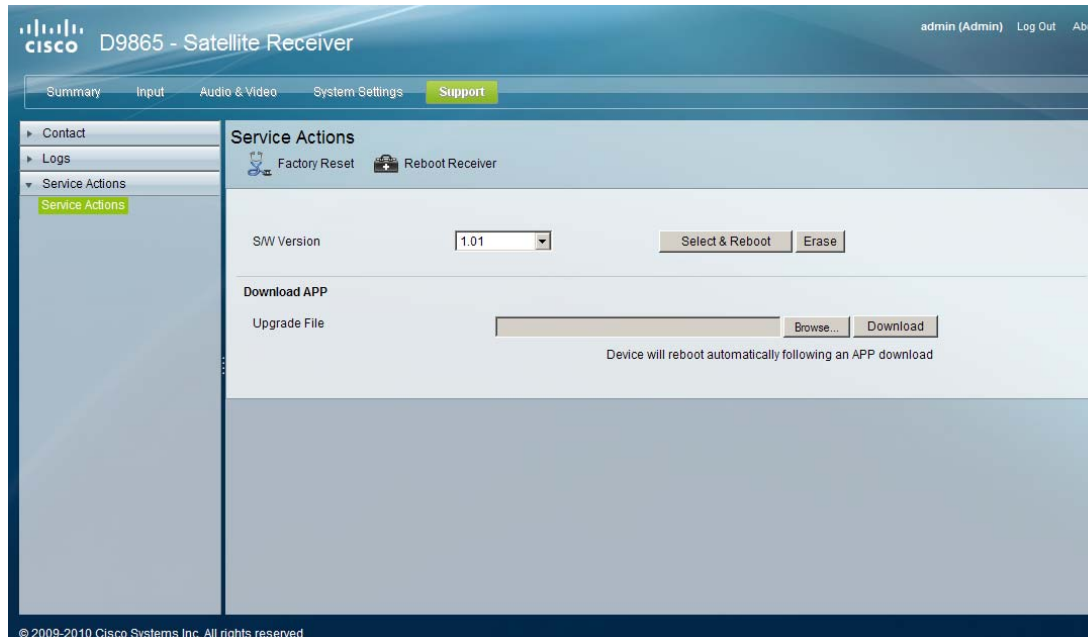 CISCO D9865 - Satellite Receiver
admin (Admin) Log Out
Summary Input Audio & Video System Settings Support
Contact
Logs
Service Actions
Service Actions
Service Actions
Factory Reset Reboot Receiver
S/W Version 1.01 Select & Reboot Erase
Download APP
Upgrade File Browse... Download
Device will reboot automatically following an APP download
© 2009-2010 Cisco Systems Inc. All rights reserved